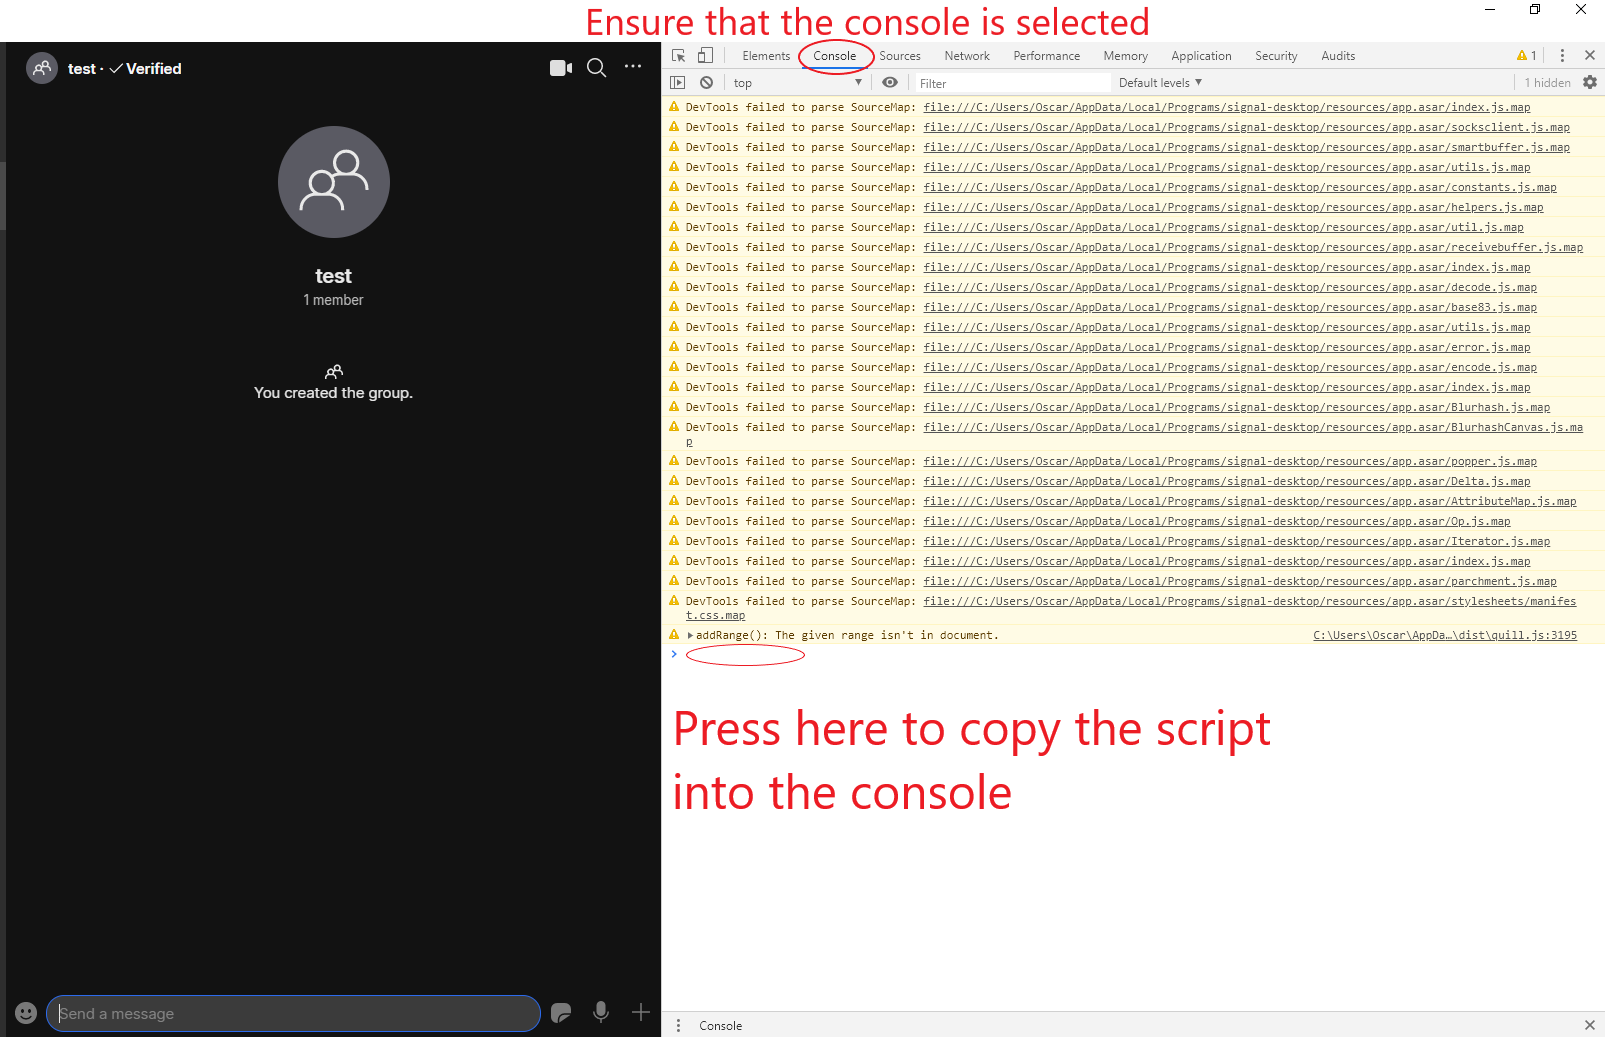 Ensure that the console is selected
test · ✓ Verified
test
1 member
You created the group.
Send a message
Elements Console Sources Network Performance Memory Application Security Audits 1
top Filter Default levels ▼ 1 hidden
DevTools failed to parse SourceMap: file:///C:/Users/Oscar/AppData/Local/Programs/signal-desktop/resources/app.asar/index.js.map
DevTools failed to parse SourceMap: file:///C:/Users/Oscar/AppData/Local/Programs/signal-desktop/resources/app.asar/socksclient.js.map
DevTools failed to parse SourceMap: file:///C:/Users/Oscar/AppData/Local/Programs/signal-desktop/resources/app.asar/smartbuffer.js.map
DevTools failed to parse SourceMap: file:///C:/Users/Oscar/AppData/Local/Programs/signal-desktop/resources/app.asar/utils.js.map
DevTools failed to parse SourceMap: file:///C:/Users/Oscar/AppData/Local/Programs/signal-desktop/resources/app.asar/constants.js.map
DevTools failed to parse SourceMap: file:///C:/Users/Oscar/AppData/Local/Programs/signal-desktop/resources/app.asar/helpers.js.map
DevTools failed to parse SourceMap: file:///C:/Users/Oscar/AppData/Local/Programs/signal-desktop/resources/app.asar/util.js.map
DevTools failed to parse SourceMap: file:///C:/Users/Oscar/AppData/Local/Programs/signal-desktop/resources/app.asar/receivebuffer.js.map
DevTools failed to parse SourceMap: file:///C:/Users/Oscar/AppData/Local/Programs/signal-desktop/resources/app.asar/index.js.map
DevTools failed to parse SourceMap: file:///C:/Users/Oscar/AppData/Local/Programs/signal-desktop/resources/app.asar/decode.js.map
DevTools failed to parse SourceMap: file:///C:/Users/Oscar/AppData/Local/Programs/signal-desktop/resources/app.asar/base83.js.map
DevTools failed to parse SourceMap: file:///C:/Users/Oscar/AppData/Local/Programs/signal-desktop/resources/app.asar/utils.js.map
DevTools failed to parse SourceMap: file:///C:/Users/Oscar/AppData/Local/Programs/signal-desktop/resources/app.asar/error.js.map
DevTools failed to parse SourceMap: file:///C:/Users/Oscar/AppData/Local/Programs/signal-desktop/resources/app.asar/encode.js.map
DevTools failed to parse SourceMap: file:///C:/Users/Oscar/AppData/Local/Programs/signal-desktop/resources/app.asar/index.js.map
DevTools failed to parse SourceMap: file:///C:/Users/Oscar/AppData/Local/Programs/signal-desktop/resources/app.asar/Blurhash.js.map
DevTools failed to parse SourceMap: file:///C:/Users/Oscar/AppData/Local/Programs/signal-desktop/resources/app.asar/BlurhashCanvas.js.ma
p
DevTools failed to parse SourceMap: file:///C:/Users/Oscar/AppData/Local/Programs/signal-desktop/resources/app.asar/popper.js.map
DevTools failed to parse SourceMap: file:///C:/Users/Oscar/AppData/Local/Programs/signal-desktop/resources/app.asar/Delta.js.map
DevTools failed to parse SourceMap: file:///C:/Users/Oscar/AppData/Local/Programs/signal-desktop/resources/app.asar/AttributeMap.js.map
DevTools failed to parse SourceMap: file:///C:/Users/Oscar/AppData/Local/Programs/signal-desktop/resources/app.asar/Op.js.map
DevTools failed to parse SourceMap: file:///C:/Users/Oscar/AppData/Local/Programs/signal-desktop/resources/app.asar/Iterator.js.map
DevTools failed to parse SourceMap: file:///C:/Users/Oscar/AppData/Local/Programs/signal-desktop/resources/app.asar/index.js.map
DevTools failed to parse SourceMap: file:///C:/Users/Oscar/AppData/Local/Programs/signal-desktop/resources/app.asar/parchment.js.map
DevTools failed to parse SourceMap: file:///C:/Users/Oscar/AppData/Local/Programs/signal-desktop/resources/app.asar/stylesheets/manifes
t.css.map
addRange(): The given range isn't in document. C:\Users\Oscar\AppDa…\dist\quill.js:3195
Press here to copy the script
into the console
Console